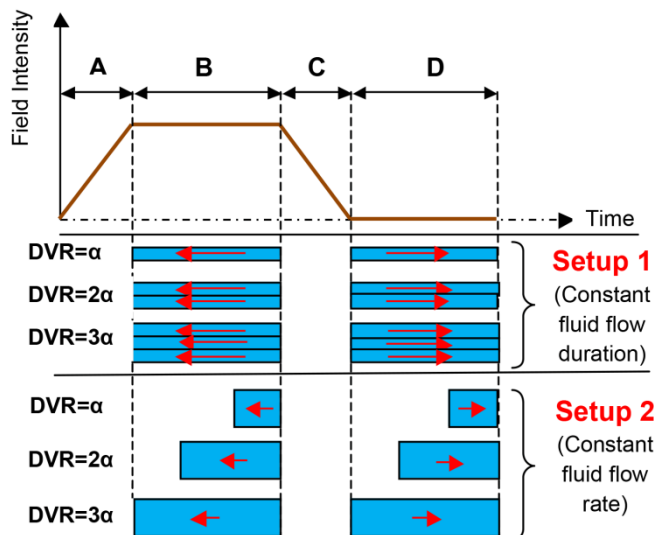 Field Intensity
A
B
C
D
Time
DVR=α
DVR=2α
DVR=3α
Setup 1
(Constant
fluid flow
duration)
DVR=α
DVR=2α
DVR=3α
Setup 2
(Constant
fluid flow
rate)